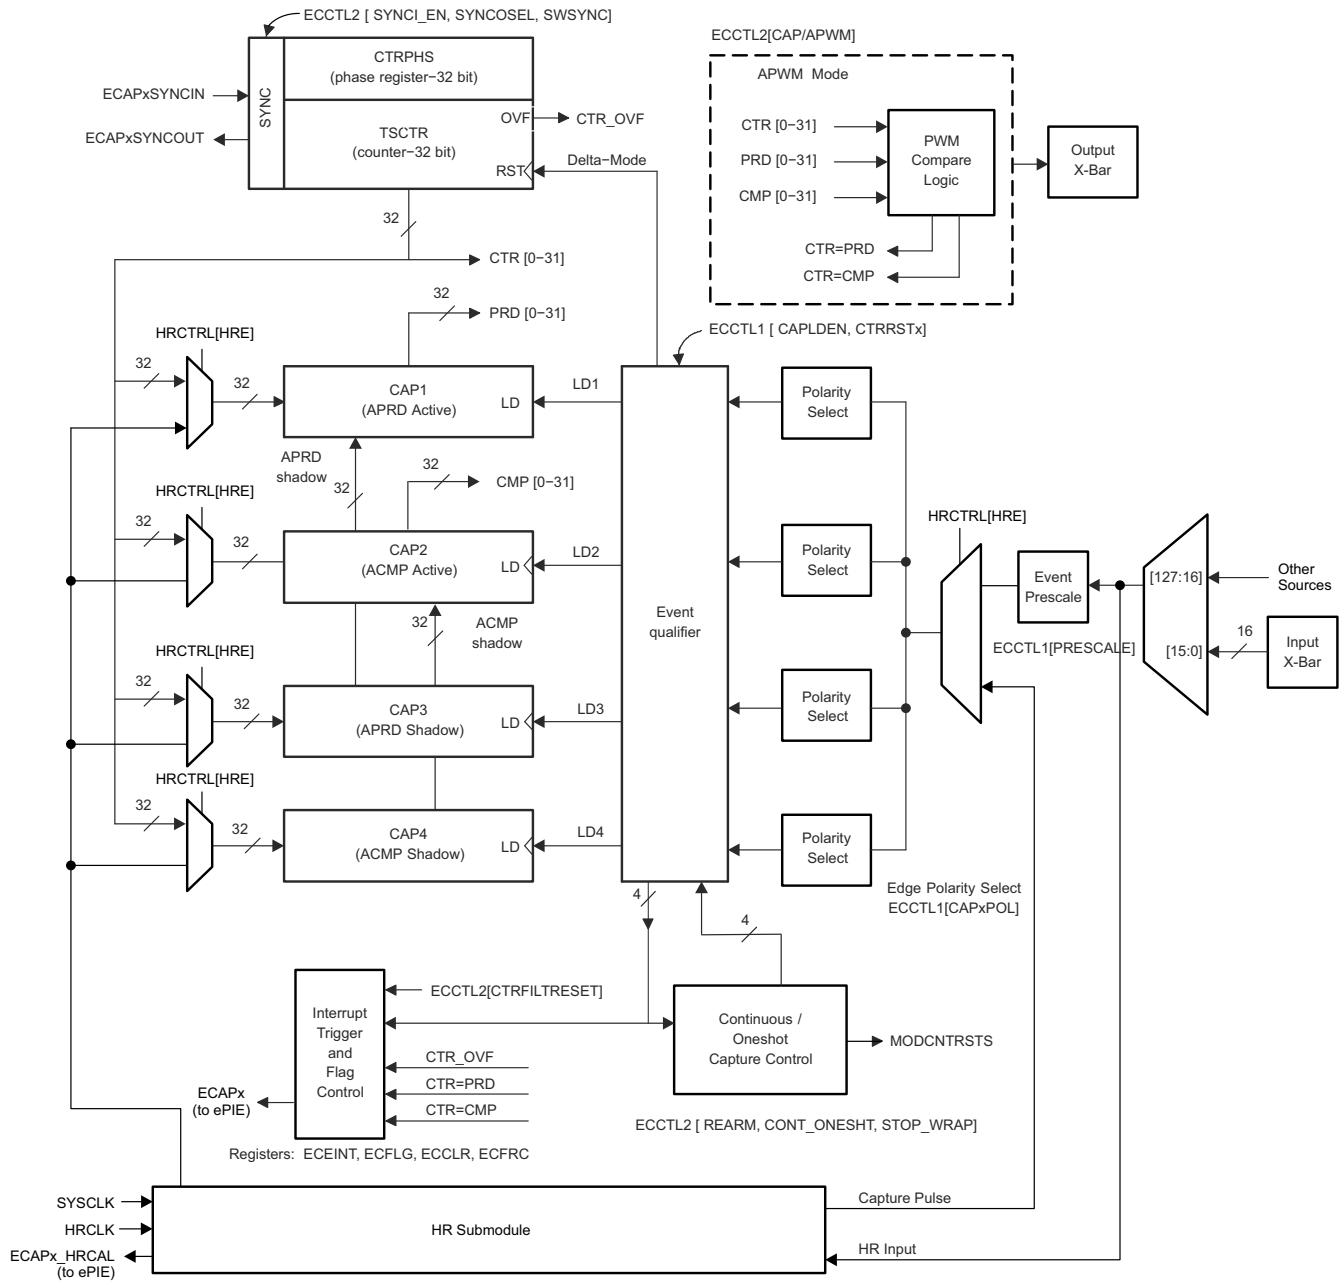 ECCTL2 [ SYNCI_EN, SYNCOSEL, SWSYNC]
SYNC
CTRPHS
(phase register−32 bit)
TSCTR
(counter−32 bit)
OVF
RST
ECAPxSYNCIN
ECAPxSYNCOUT
CTR_OVF
Delta−Mode
32
CTR [0−31]
32
PRD [0−31]
ECCTL2[CAP/APWM]
APWM Mode
CTR [0−31]
PRD [0−31]
CMP [0−31]
PWM
Compare
Logic
CTR=PRD
CTR=CMP
Output
X-Bar
ECCTL1 [ CAPLDEN, CTRRSTx]
HRCTRL[HRE]
32
32
CAP1
(APRD Active)
LD
LD1
Polarity
Select
APRD
shadow
32
32
CMP [0−31]
HRCTRL[HRE]
32
32
CAP2
(ACMP Active)
LD
LD2
Polarity
Select
32
ACMP
shadow
Event
qualifier
HRCTRL[HRE]
Event
Prescale
ECCTL1[PRESCALE]
[127:16]
[15:0]
Other
Sources
16
Input
X-Bar
HRCTRL[HRE]
32
32
CAP3
(APRD Shadow)
LD
LD3
Polarity
Select
HRCTRL[HRE]
32
32
CAP4
(ACMP Shadow)
LD
LD4
Polarity
Select
Edge Polarity Select
ECCTL1[CAPxPOL]
4
4
Interrupt
Trigger
and
Flag
Control
ECCTL2[CTRFILTRESET]
CTR_OVF
CTR=PRD
CTR=CMP
ECAPx
(to ePIE)
Continuous /
Oneshot
Capture Control
MODCNTRSTS
ECCTL2 [ REARM, CONT_ONESHT, STOP_WRAP]
Registers: ECEINT, ECFLG, ECCLR, ECFRC
SYSCLK
HRCLK
ECAPx_HRCAL
(to ePIE)
HR Submodule
Capture Pulse
HR Input